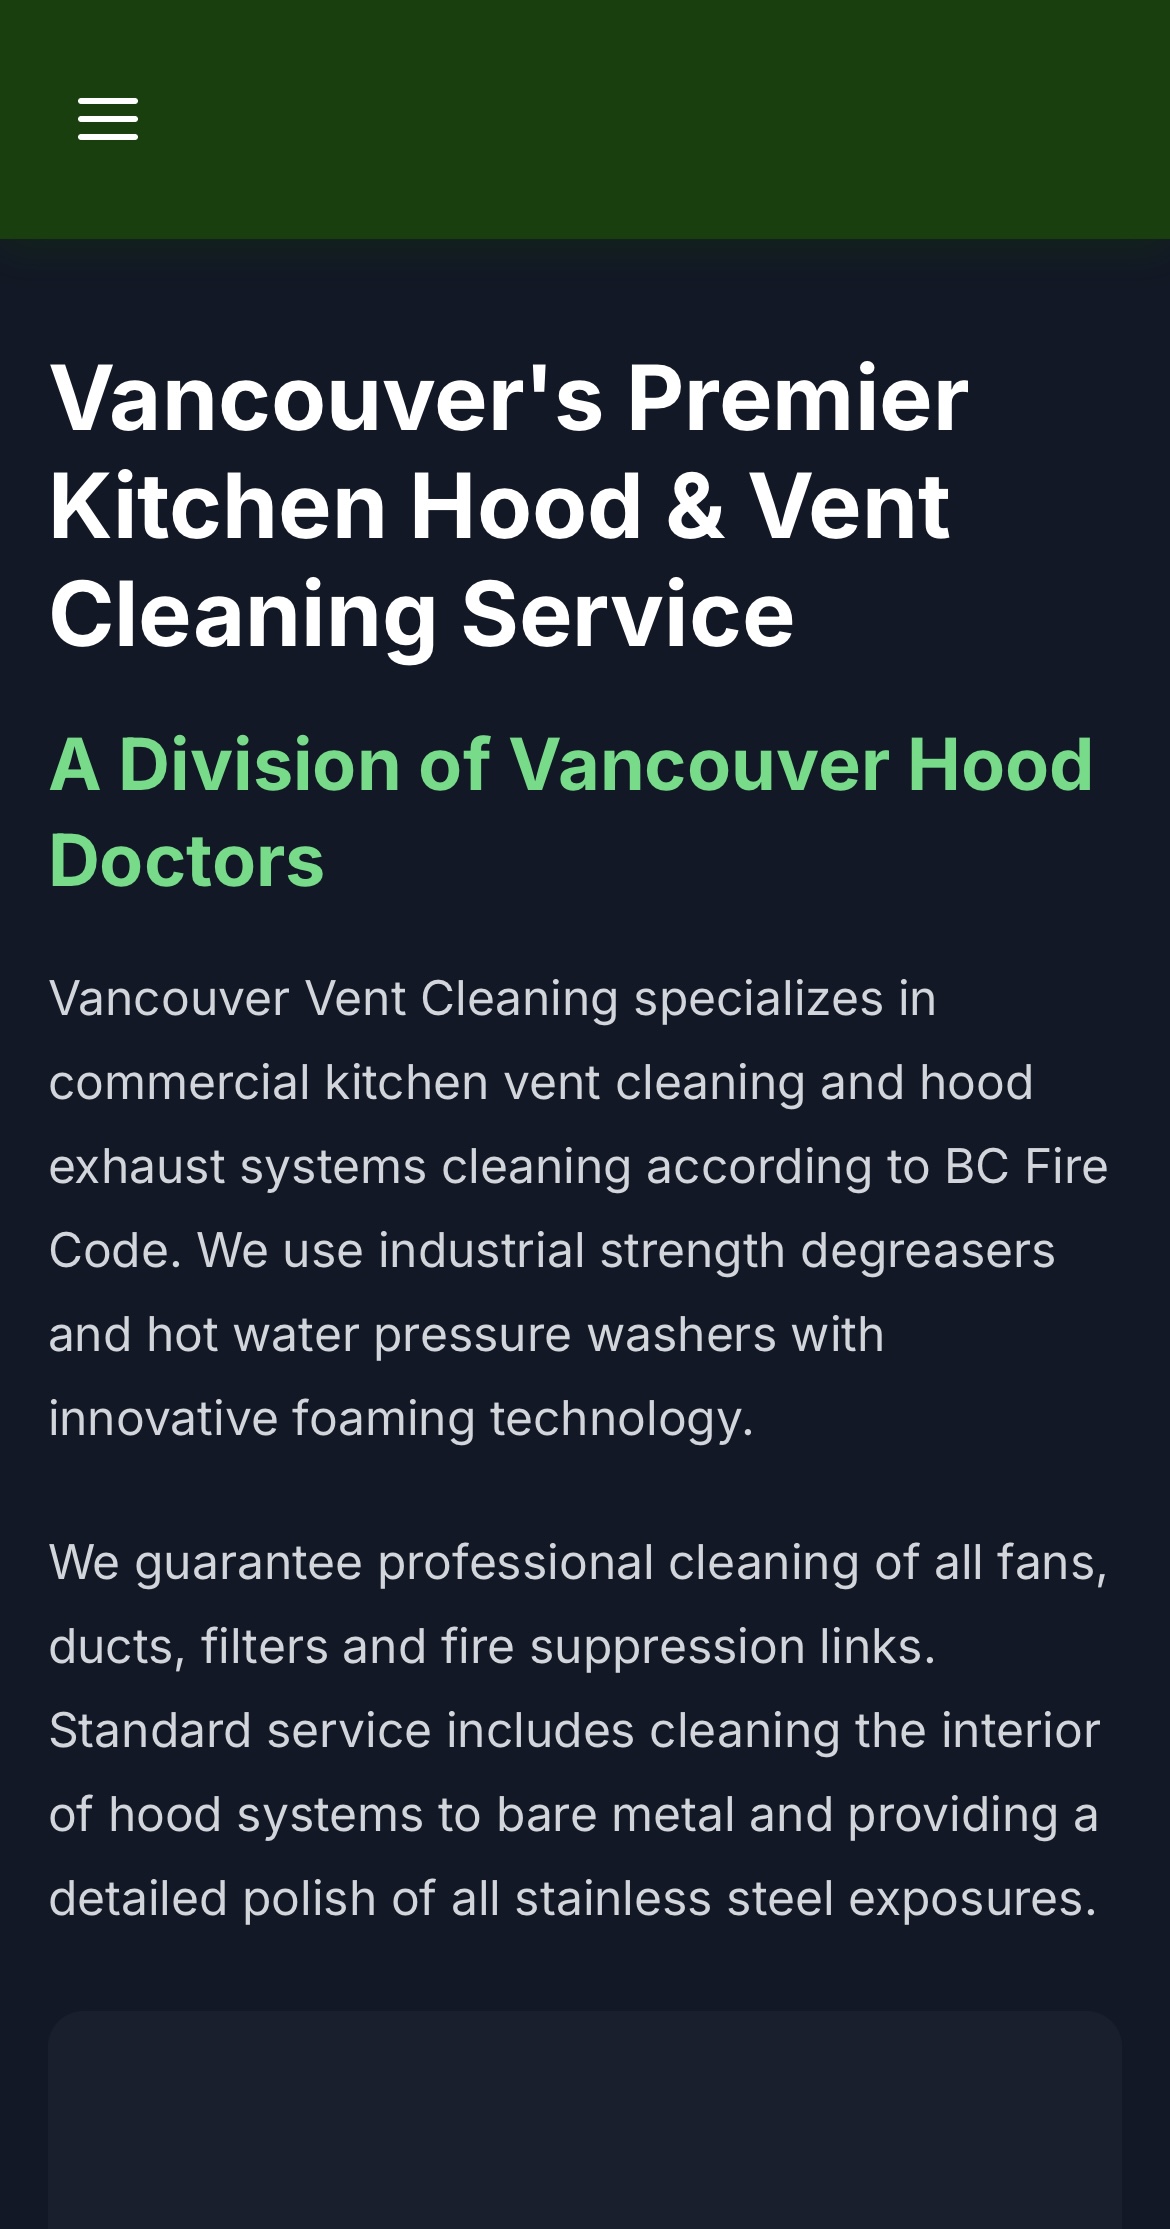 Vancouver's Premier
Kitchen Hood & Vent
Cleaning Service
A Division of Vancouver Hood
Doctors
Vancouver Vent Cleaning specializes in
commercial kitchen vent cleaning and hood
exhaust systems cleaning according to BC Fire
Code. We use industrial strength degreasers
and hot water pressure washers with
innovative foaming technology.
We guarantee professional cleaning of all fans,
ducts, filters and fire suppression links.
Standard service includes cleaning the interior
of hood systems to bare metal and providing a
detailed polish of all stainless steel exposures.